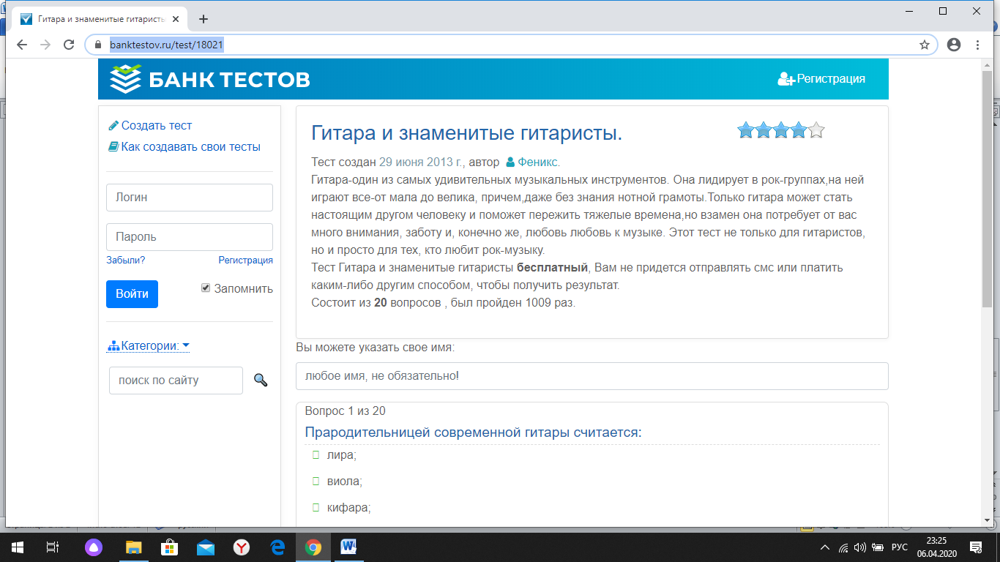 Гитара и знаменитые гитаристы
banktestov.ru/test/18021
БАНК ТЕСТОВ
Регистрация
Создать тест
Как создавать свои тесты
Логин
Пароль
Забыли? Регистрация
Войти Запомнить
Категории:
поиск по сайту
Гитара и знаменитые гитаристы.
Тест создан 29 июня 2013 г., автор Феникс.
Гитара-один из самых удивительных музыкальных инструментов. Она лидирует в рок-группах,на ней
играют все-от мала до велика, причем,даже без знания нотной грамоты.Только гитара может стать
настоящим другом человеку и поможет пережить тяжелые времена,но взамен она потребует от вас
много внимания, заботу и, конечно же, любовь любовь к музыке. Этот тест не только для гитаристов,
но и просто для тех, кто любит рок-музыку.
Тест Гитара и знаменитые гитаристы бесплатный, Вам не придется отправлять смс или платить
каким-либо другим способом, чтобы получить результат.
Состоит из 20 вопросов , был пройден 1009 раз.
Вы можете указать свое имя:
любое имя, не обязательно!
Вопрос 1 из 20
Прародительницей современной гитары считается:
лира;
виола;
кифара;
РУС
23:25
06.04.2020